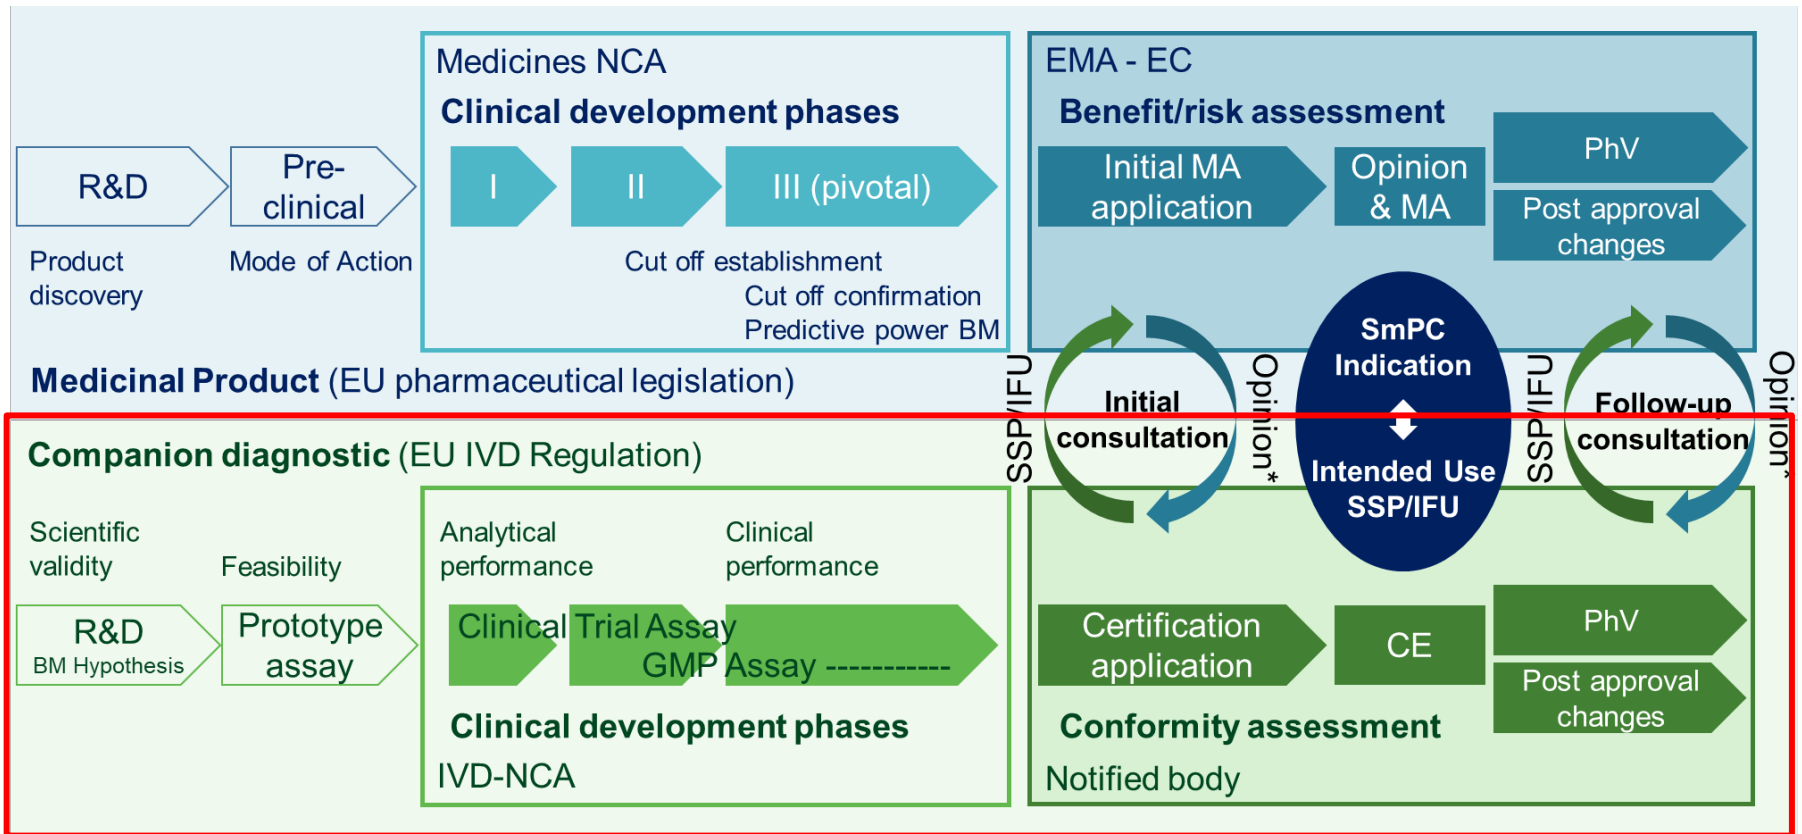 Medicines NCA
Clinical development phases
R&D
Pre-
clinical
I
II
III (pivotal)
Product
discovery
Mode of Action
Cut off establishment
Cut off confirmation
Predictive power BM
EMA - EC
Benefit/risk assessment
Initial MA
application
Opinion
& MA
PhV
Post approval
changes
Medicinal Product (EU pharmaceutical legislation)
SSP/IFU
Initial
consultation
Opinion*
SmPC
Indication
Intended Use
SSP/IFU
SSP/IFU
Follow-up
consultation
Opinion*
Companion diagnostic (EU IVD Regulation)
Scientific
validity
Feasibility
R&D
BM Hypothesis
Prototype
assay
Analytical
performance
Clinical
performance
Clinical Trial Assay
GMP Assay -----------
Clinical development phases
IVD-NCA
Certification
application
CE
PhV
Post approval
changes
Conformity assessment
Notified body